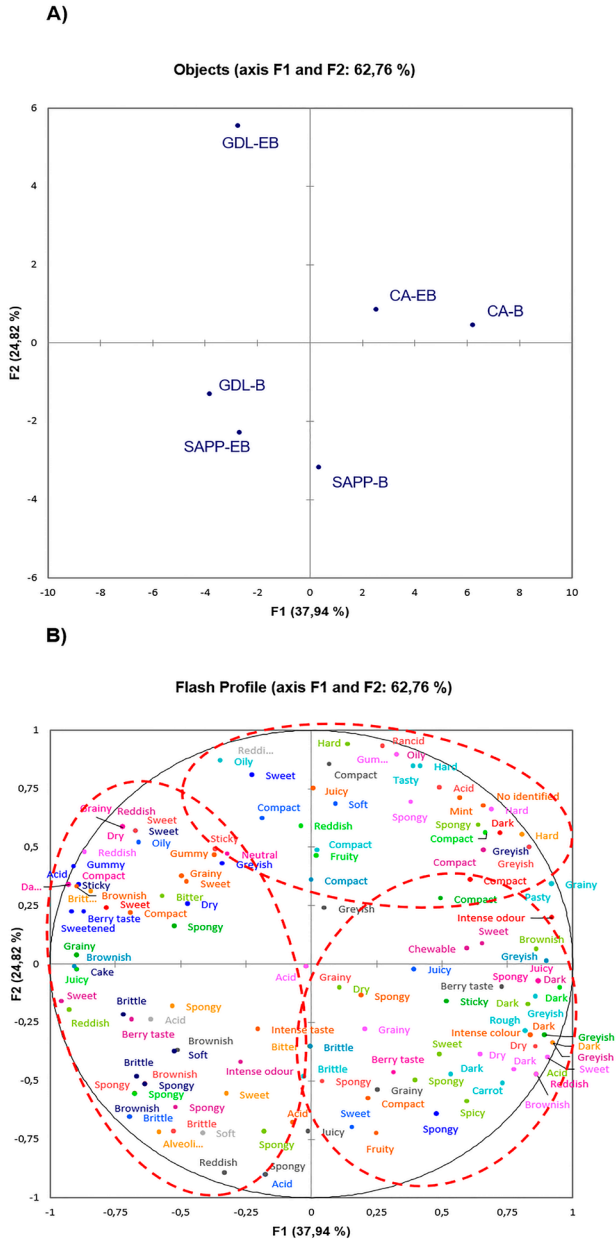 A)
Objects (axis F1 and F2: 62,76 %)
6
GDL-EB
4
2
CA-EB
CA-B
0
F2 (24,82 %)
GDL-B
-2
SAPP-EB
SAPP-B
-4
-6
-10 -8 -6 -4 -2 0 2 4 6 8 10
F1 (37,94 %)
B)
Flash Profile (axis F1 and F2: 62,76 %)
1
Reddi... Hard Rancid
Oily Gum... Oily
Sweet Compact Hard
Tasty
0,75
Juicy Acid No identified
Compact Soft Mint Hard
Grainy Reddish Spongy
Sweet Reddish Spongy Dark
Dry Sweet Sticky Compact Hard
0,5
Reddish Oily Gummy Neutral Compact Greyish
Acid Gummy Greyish Fruity Compact
Da... Sticky Orange Compact Compact Grainy
Britt... Brownish Sweet Pasty
0,25
Compact Bitter Dry Greyish Compact
Berry taste Sweet Compact Intense odour
Sweetened Spongy Sweet
Grainy Chewable Brownish
Brownish Greyish
0
Juicy Cake Acid Juicy Juicy
Sweet Brittle Spongy Grainy Dry Berry taste Spongy Dark
Reddish Spongy Sticky Dark Dark
Berry taste Acid Rough Greyish
-0,25
Intense taste Grainy Intense colour Dark Greyish
Brownish Bitter Brittle Sweet Dry Dark
Brittle Soft Intense odour Berry taste Dark Dark Greyish
Sweet
-0,5
Spongy Spongy Brittle Spongy Spongy Acid
Spongy Grainy Carrot Reddish
Brownish Spongy Sweet Compact Spicy Brownish
Brittle Acid
Brittle Sweet Spongy
-0,75
Alveoli... Soft Spongy Juicy Fruity
Reddish Spongy
Acid
-1
F2 (24,82 %)
-1 -0,75 -0,5 -0,25 0 0,25 0,5 0,75 1
F1 (37,94 %)